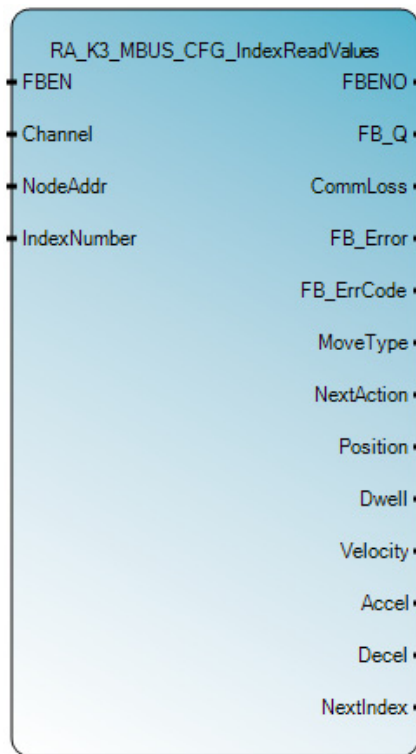 RA_K3_MBUS_CFG_IndexReadValues
FBEN FBENO
Channel FB_Q
NodeAddr CommLoss
IndexNumber FB_Error
FB_ErrCode
MoveType
NextAction
Position
Dwell
Velocity
Accel
Decel
NextIndex